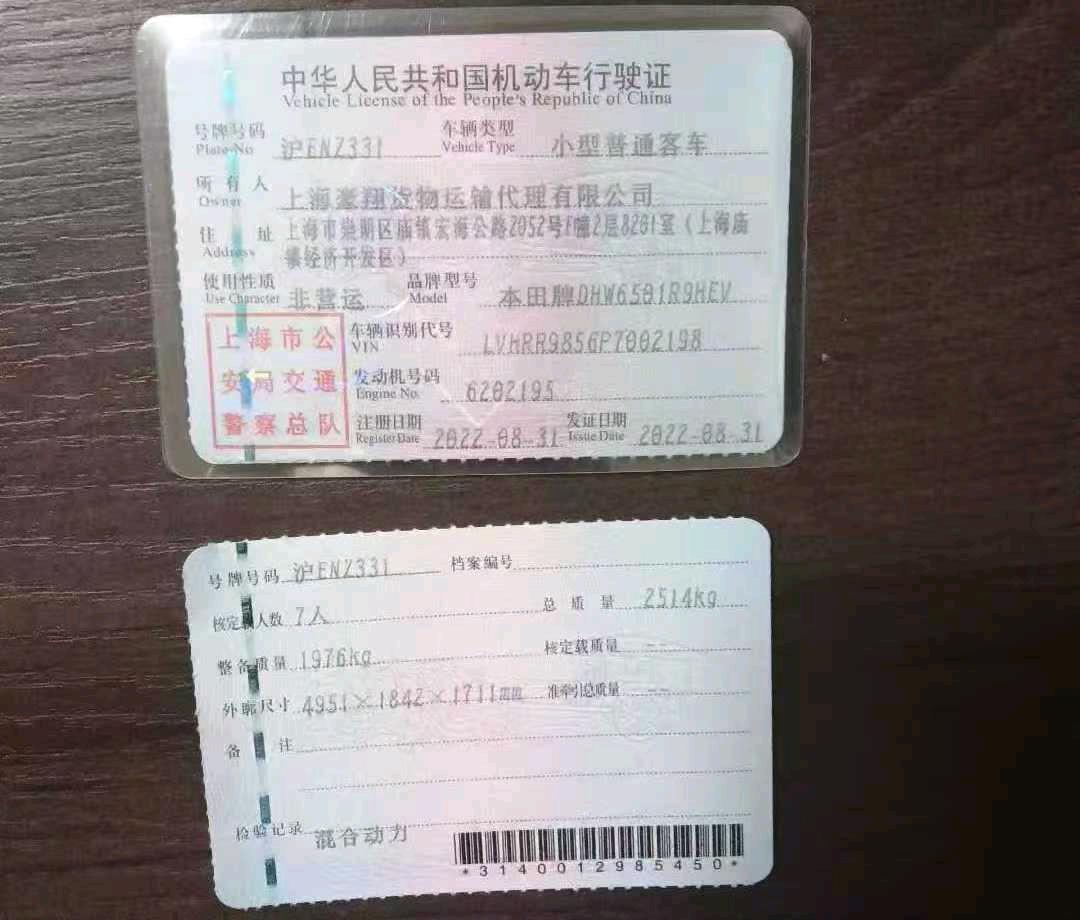 中华人民共和国机动车行驶证
Vehicle License of the People's Republic of China
号牌号码 Plate No. 沪ENZ331 车辆类型 Vehicle Type 小型普通客车
所有人 Owner 上海豪翔货物运输代理有限公司
住址 Address 上海市崇明区庙镇宏海公路2052号1幢2层8201室(上海庙
镇经济开发区)
使用性质 Use Character 非营运 品牌型号 Model 本田牌DHW6501R9HEV
上海市公
安局交通
警察总队
车辆识别代号 VIN LVHRR9856P7002198
发动机号码 Engine No. 6202195
注册日期 Register Date 2022-08-31 发证日期 Issue Date 2022-08-31
号牌号码 沪ENZ331 档案编号
核定载人数 7人 总质量 2514kg
整备质量 1976kg 核定载质量 --
外廓尺寸 4951×1842×1711mm 准牵引总质量 --
备注
检验记录 混合动力
*3140012985450*